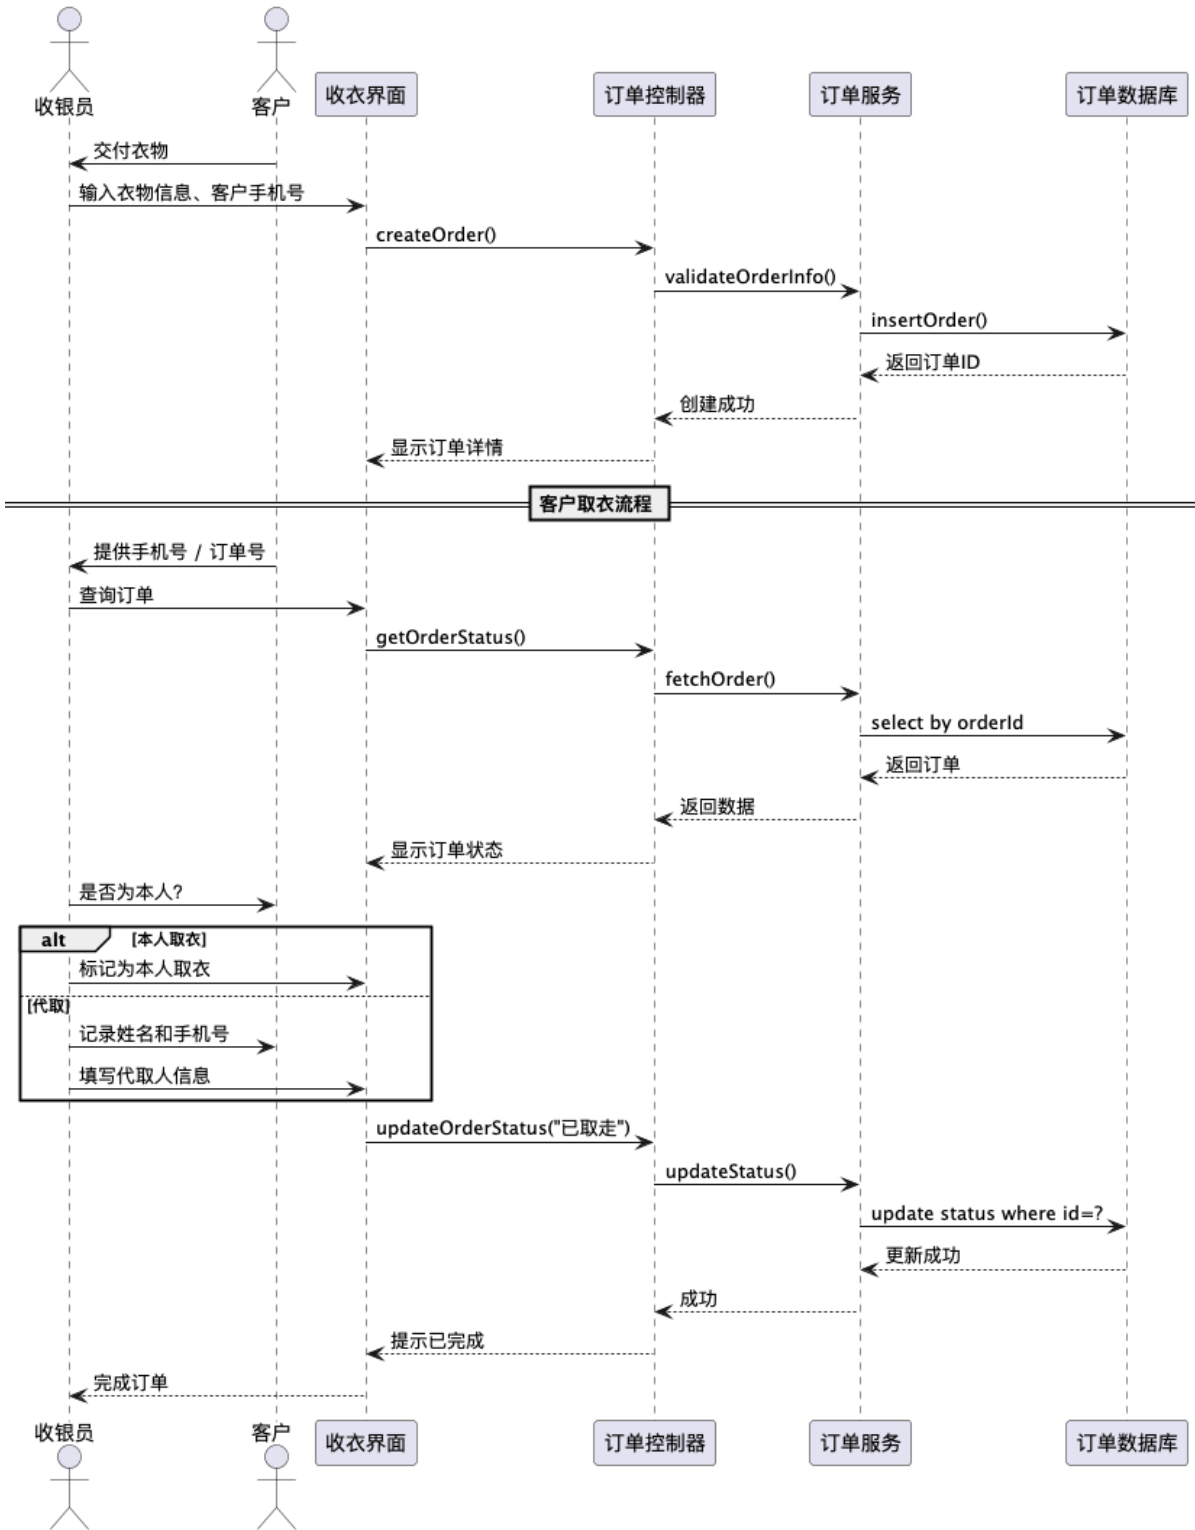 收银员
客户
收衣界面
订单控制器
订单服务
订单数据库
交付衣物
输入衣物信息、客户手机号
createOrder()
validateOrderInfo()
insertOrder()
返回订单ID
创建成功
显示订单详情
客户取衣流程
提供手机号 / 订单号
查询订单
getOrderStatus()
fetchOrder()
select by orderId
返回订单
返回数据
显示订单状态
是否为本人?
alt [本人取衣]
标记为本人取衣
[代取]
记录姓名和手机号
填写代取人信息
updateOrderStatus("已取走")
updateStatus()
update status where id=?
更新成功
成功
提示已完成
完成订单
收银员
客户
收衣界面
订单控制器
订单服务
订单数据库